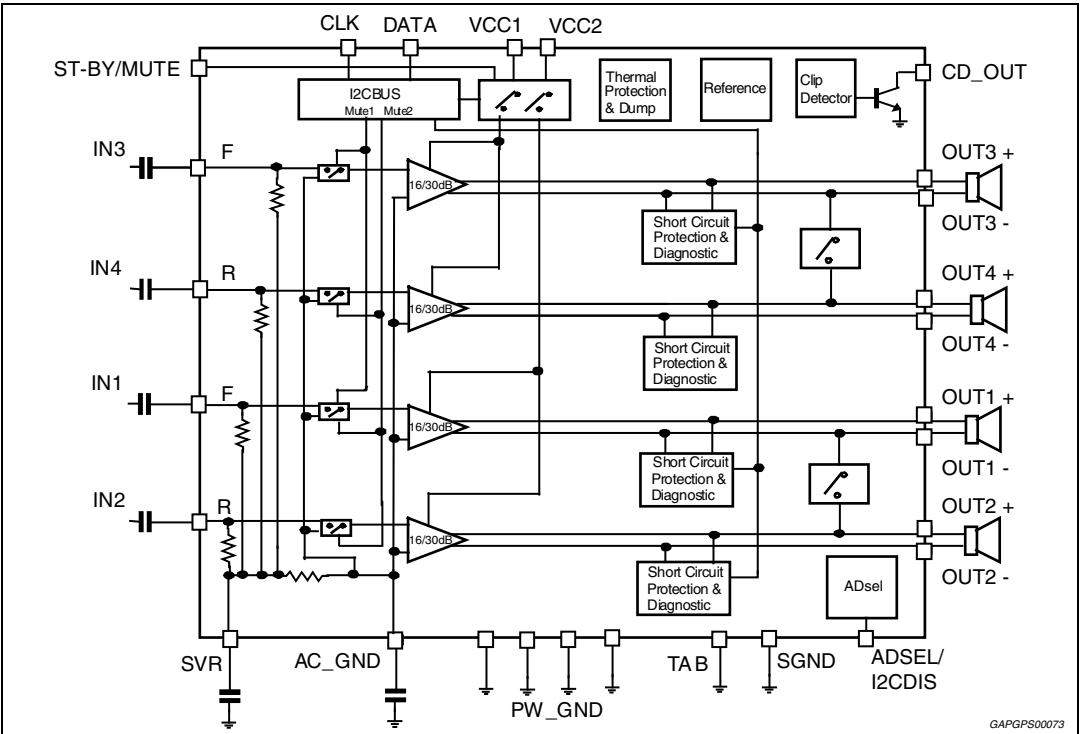 CLK DATA VCC1 VCC2
ST-BY/MUTE
I2CBUS
Mute1 Mute2
Thermal
Protection
& Dump
Reference
Clip
Detector
CD_OUT
IN3
F
16/30dB
OUT3 +
OUT3 -
Short Circuit
Protection &
Diagnostic
IN4
R
16/30dB
OUT4 +
OUT4 -
Short Circuit
Protection &
Diagnostic
IN1
F
16/30dB
OUT1 +
OUT1 -
Short Circuit
Protection &
Diagnostic
IN2
R
16/30dB
OUT2 +
OUT2 -
Short Circuit
Protection &
Diagnostic
ADsel
SVR
AC_GND
PW_GND
TAB
SGND
ADSEL/
I2CDIS
GAPGPS00073